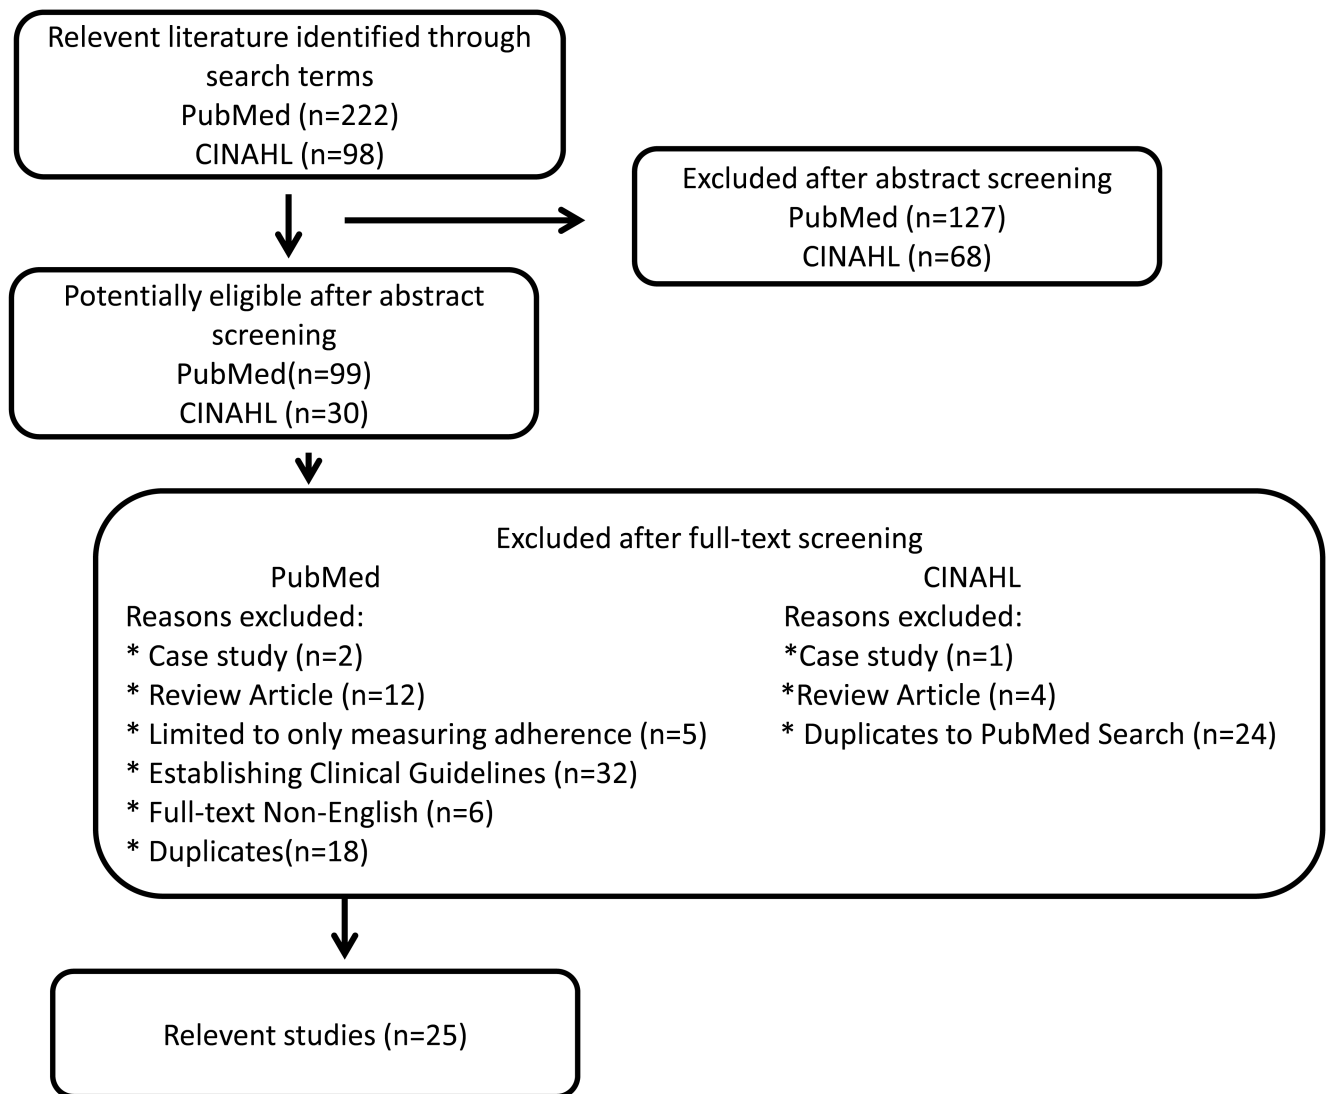 Relevent literature identified through
search terms
PubMed (n=222)
CINAHL (n=98)
Excluded after abstract screening
PubMed (n=127)
CINAHL (n=68)
Potentially eligible after abstract
screening
PubMed(n=99)
CINAHL (n=30)
Excluded after full-text screening
PubMed
Reasons excluded:
* Case study (n=2)
* Review Article (n=12)
* Limited to only measuring adherence (n=5)
* Establishing Clinical Guidelines (n=32)
* Full-text Non-English (n=6)
* Duplicates(n=18)
CINAHL
Reasons excluded:
*Case study (n=1)
*Review Article (n=4)
* Duplicates to PubMed Search (n=24)
Relevent studies (n=25)